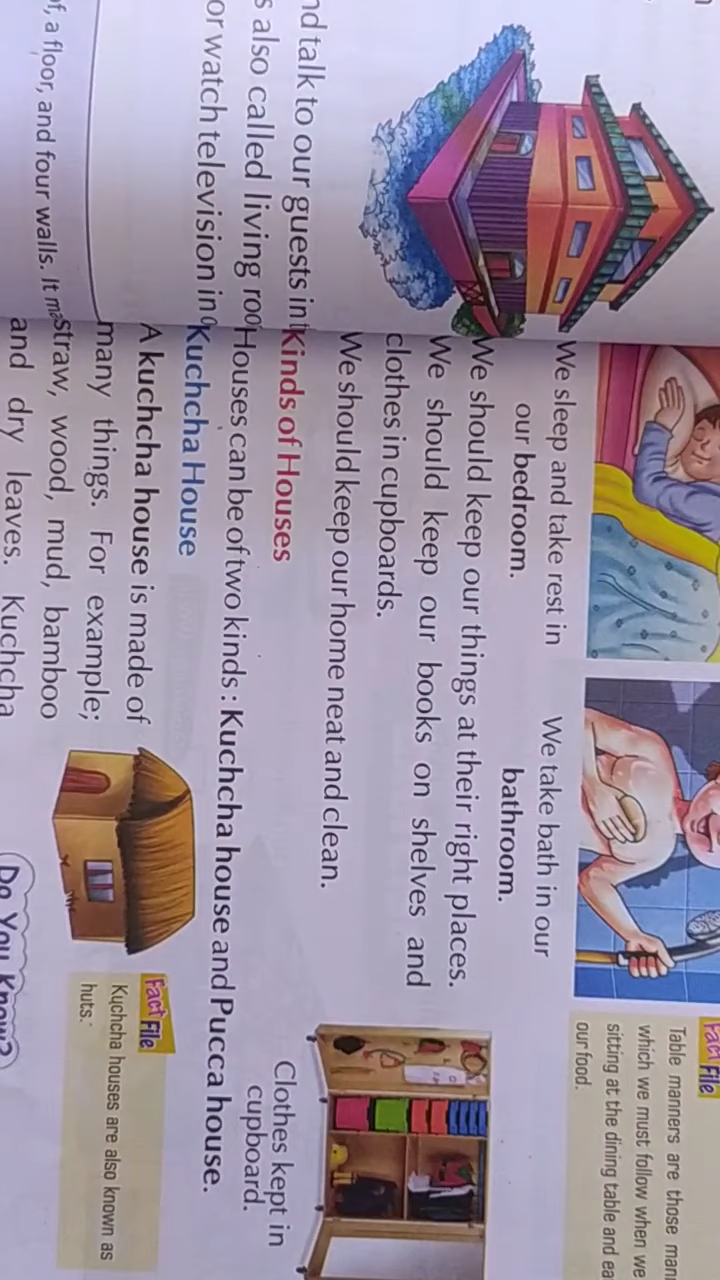 nd talk to our guests in
s also called living roo
or watch television in
f, a floor, and four walls. It
We sleep and take rest in
our bedroom.
We take bath in our
bathroom.
Fact File
Table manners are those man
which we must follow when we
sitting at the dining table and ea
our food.
We should keep our things at their right places.
We should keep our books on shelves and
clothes in cupboards.
We should keep our home neat and clean.
Clothes kept in
cupboard.
Kinds of Houses
Houses can be of two kinds : Kuchcha house and Pucca house.
Kuchcha House
A kuchcha house is made of
many things. For example;
straw, wood, mud, bamboo
and dry leaves. Kuchcha
Fact File
Kuchcha houses are also known as
huts.
Do You Know?